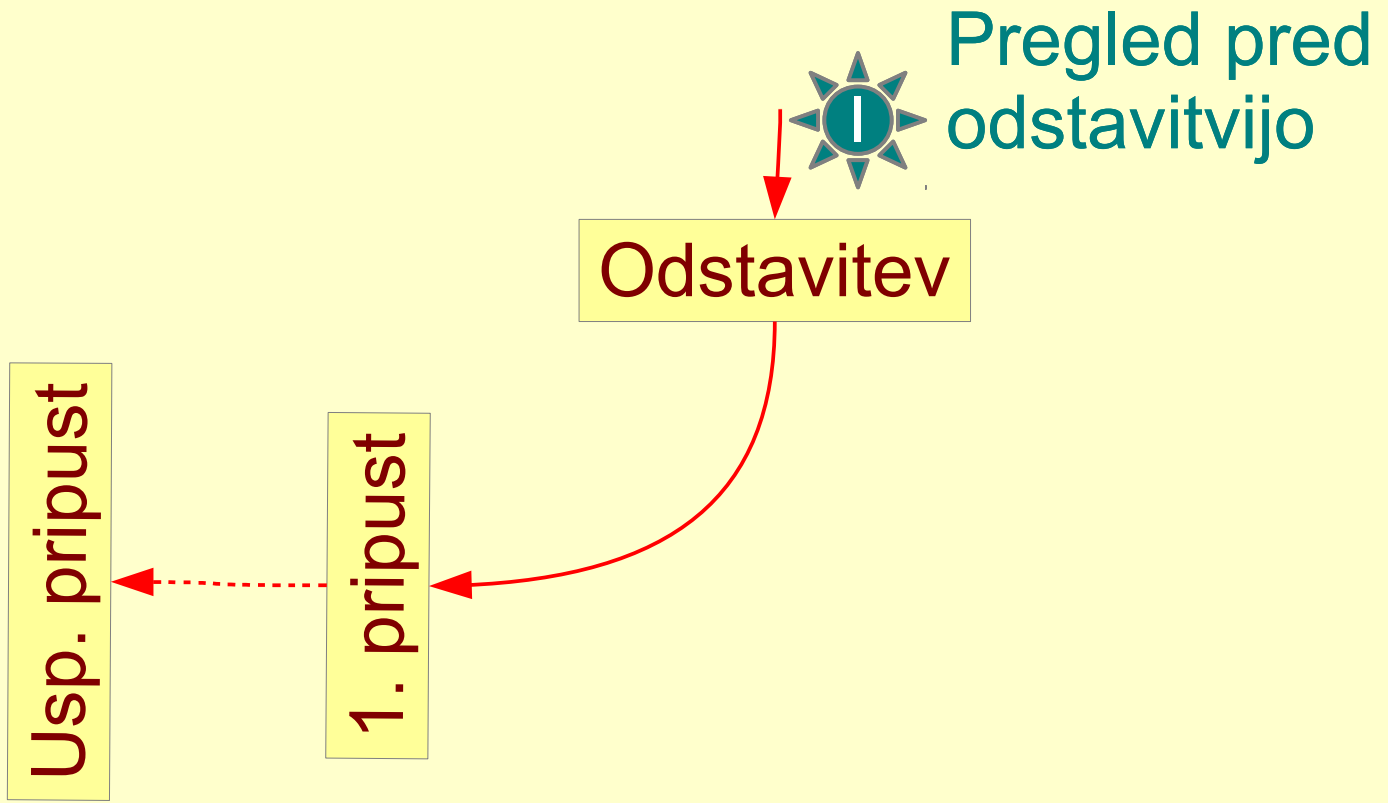 Pregled pred
odstavitvijo
I
Odstavitev
1. pripust
Usp. pripust